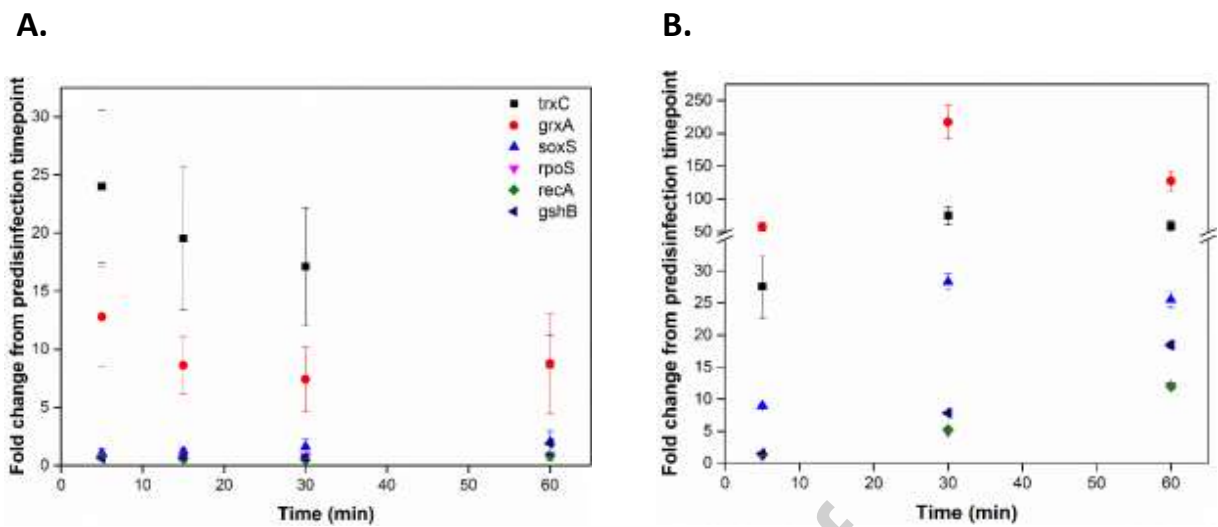 A.
B.
Fold change from predisinfection timepoint
30
25
20
15
10
5
0
trxC
grxA
soxS
rpoS
recA
gshB
0 10 20 30 40 50 60
Time (min)
Fold change from predisinfection timepoint
250
200
150
100
50
30
25
20
15
10
5
0
0 10 20 30 40 50 60
Time (min)